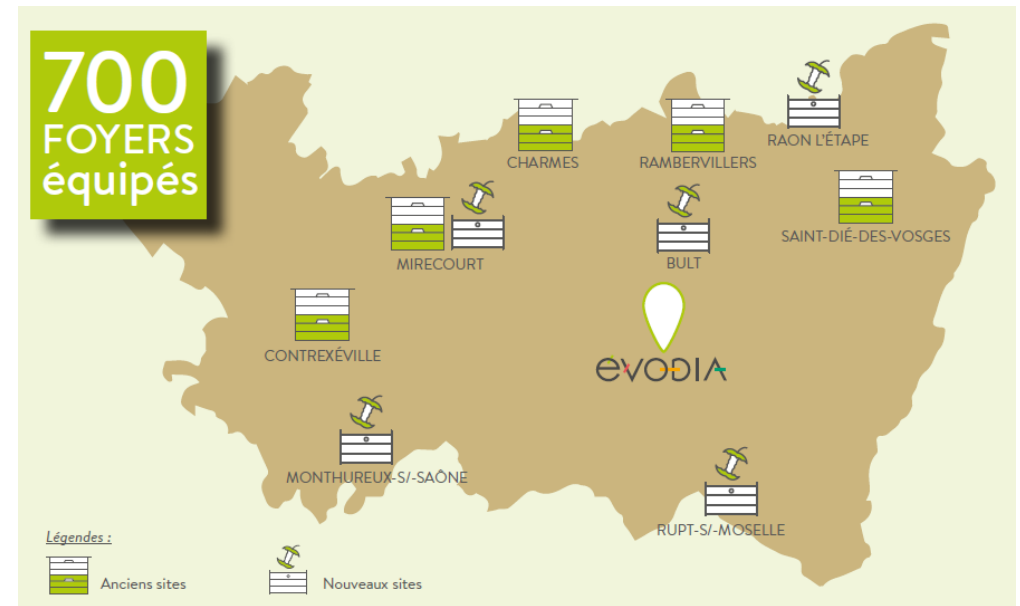 700
FOYERS
équipés
CHARMES
RAMBERVILLERS
RAON L'ÉTAPE
SAINT-DIÉ-DES-VOSGES
MIRECOURT
BULT
CONTREXÉVILLE
évODIA
MONTHUREUX-S/-SAÔNE
RUPT-S/-MOSELLE
Légendes :
Anciens sites
Nouveaux sites